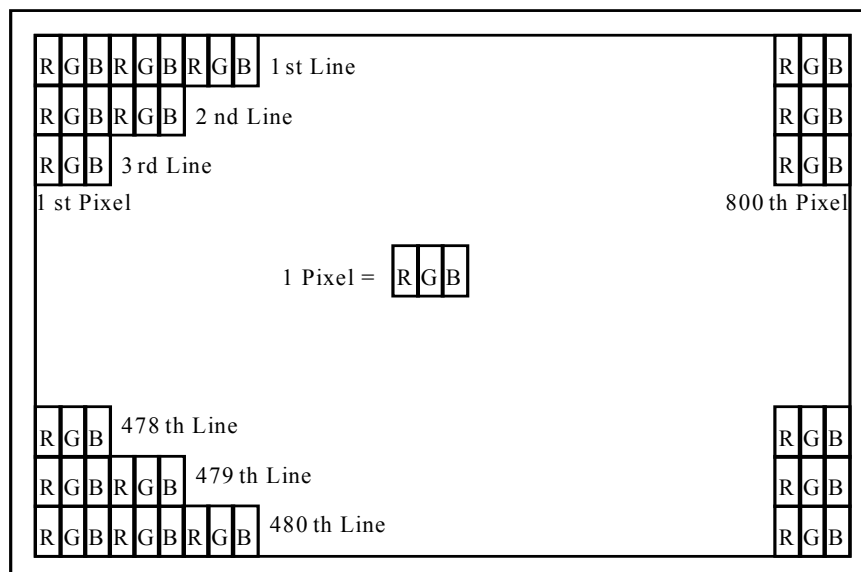 R G B R G B R G B 1 st Line R G B
R G B R G B 2 nd Line R G B
R G B 3 rd Line R G B
1 st Pixel 800 th Pixel
1 Pixel = R G B
R G B 478 th Line R G B
R G B R G B 479 th Line R G B
R G B R G B R G B 480 th Line R G B